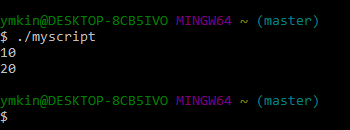 ymkin@DESKTOP-8CB5IVO MINGW64 ~ (master)
$ ./myscript
10
20
ymkin@DESKTOP-8CB5IVO MINGW64 ~ (master)
$